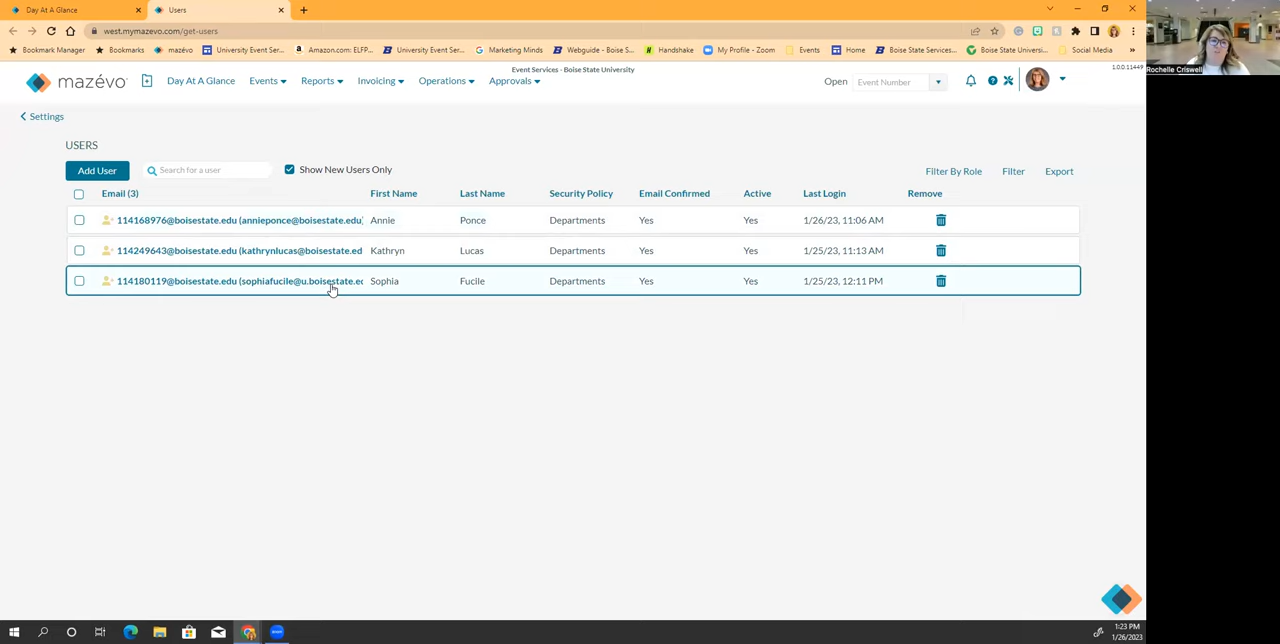 Day At A Glance
Users
west.mymazevo.com/get-users
Bookmark Manager
Bookmarks
mazévo
University Event Ser...
Amazon.com: ELFP...
University Event Ser...
Marketing Minds
Webguide - Boise S...
Handshake
My Profile - Zoom
Events
Home
Boise State Services...
Boise State Universi...
Social Media
»
Rochelle Criswell
Event Services - Boise State University
1.0.0.11449
mazévo
Day At A Glance
Events
Reports
Invoicing
Operations
Approvals
Open
Event Number
Settings
USERS
Add User
Search for a user
Show New Users Only
Filter By Role
Filter
Export
Email (3) First Name Last Name Security Policy Email Confirmed Active Last Login Remove
114168976@boisestate.edu (annieponce@boisestate.edu) Annie Ponce Departments Yes Yes 1/26/23, 11:06 AM
114249643@boisestate.edu (kathrynlucas@boisestate.ed Kathryn Lucas Departments Yes Yes 1/25/23, 11:13 AM
114180119@boisestate.edu (sophiafucile@u.boisestate.ec Sophia Fucile Departments Yes Yes 1/25/23, 12:11 PM
zoom
1:23 PM
1/26/2023